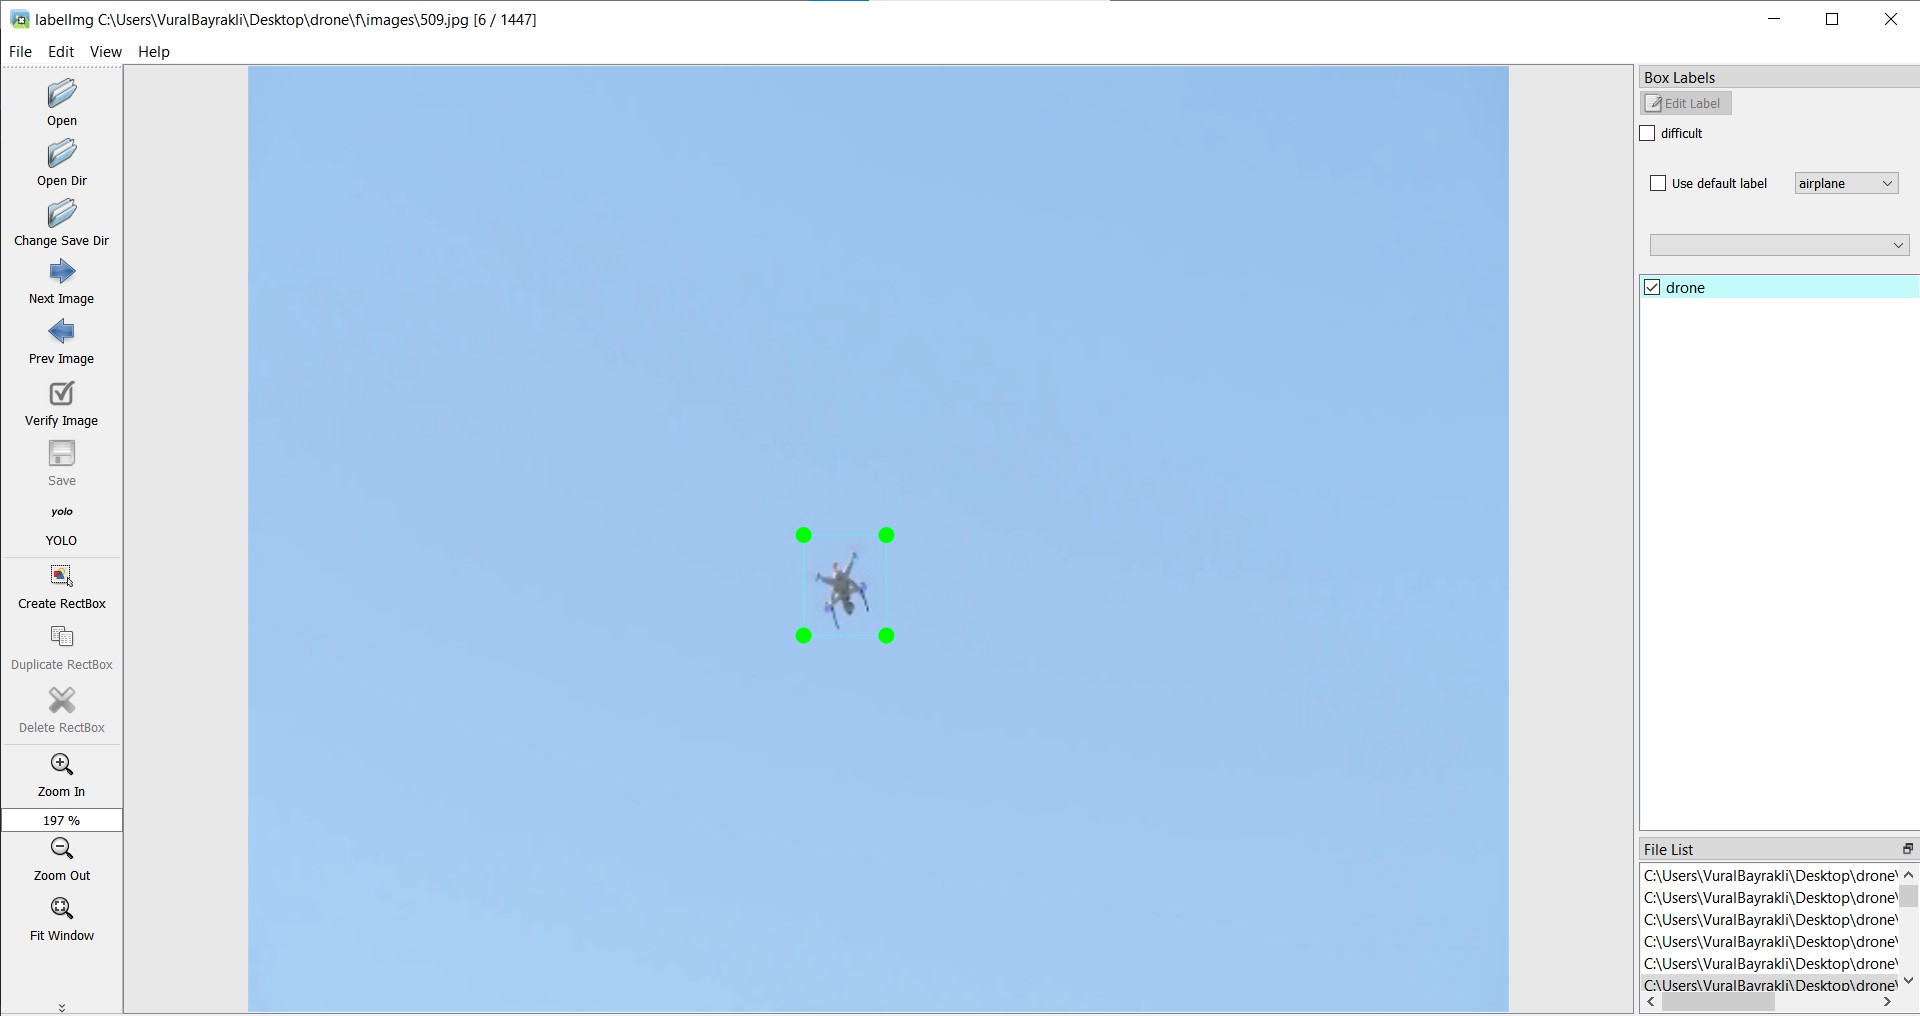 labelImg C:\Users\VuralBayrakli\Desktop\drone\f\images\509.jpg [6 / 1447]
File Edit View Help
Open
Open Dir
Change Save Dir
Next Image
Prev Image
Verify Image
Save
yolo
YOLO
Create RectBox
Duplicate RectBox
Delete RectBox
Zoom In
197 %
Zoom Out
Fit Window
Box Labels
Edit Label
difficult
Use default label airplane
drone
File List
C:\Users\VuralBayrakli\Desktop\drone\
C:\Users\VuralBayrakli\Desktop\drone\
C:\Users\VuralBayrakli\Desktop\drone\
C:\Users\VuralBayrakli\Desktop\drone\
C:\Users\VuralBayrakli\Desktop\drone\
C:\Users\VuralBayrakli\Desktop\drone\